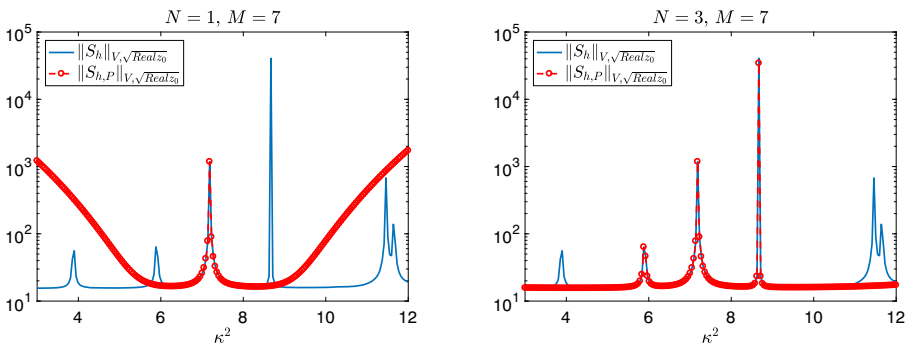 N = 1, M = 7
10^5
10^4
10^3
10^2
10^1
‖S_h‖_{V,√Realz_0}
‖S_{h,P}‖_{V,√Realz_0}
4 6 8 10 12
κ^2
N = 3, M = 7
10^5
10^4
10^3
10^2
10^1
‖S_h‖_{V,√Realz_0}
‖S_{h,P}‖_{V,√Realz_0}
4 6 8 10 12
κ^2